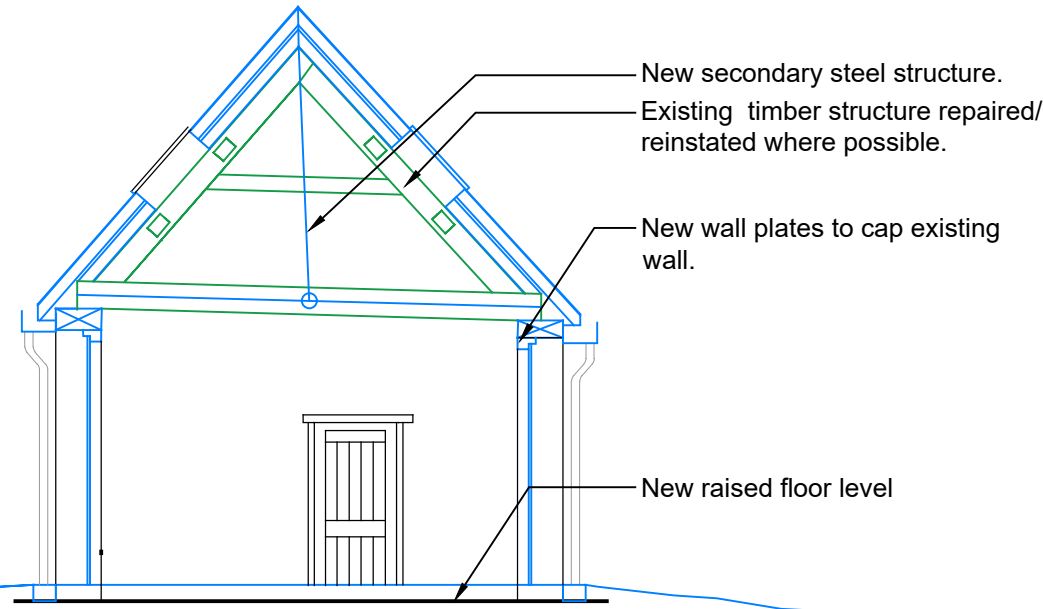 New secondary steel structure.
Existing timber structure repaired/
reinstated where possible.
New wall plates to cap existing
wall.
New raised floor level